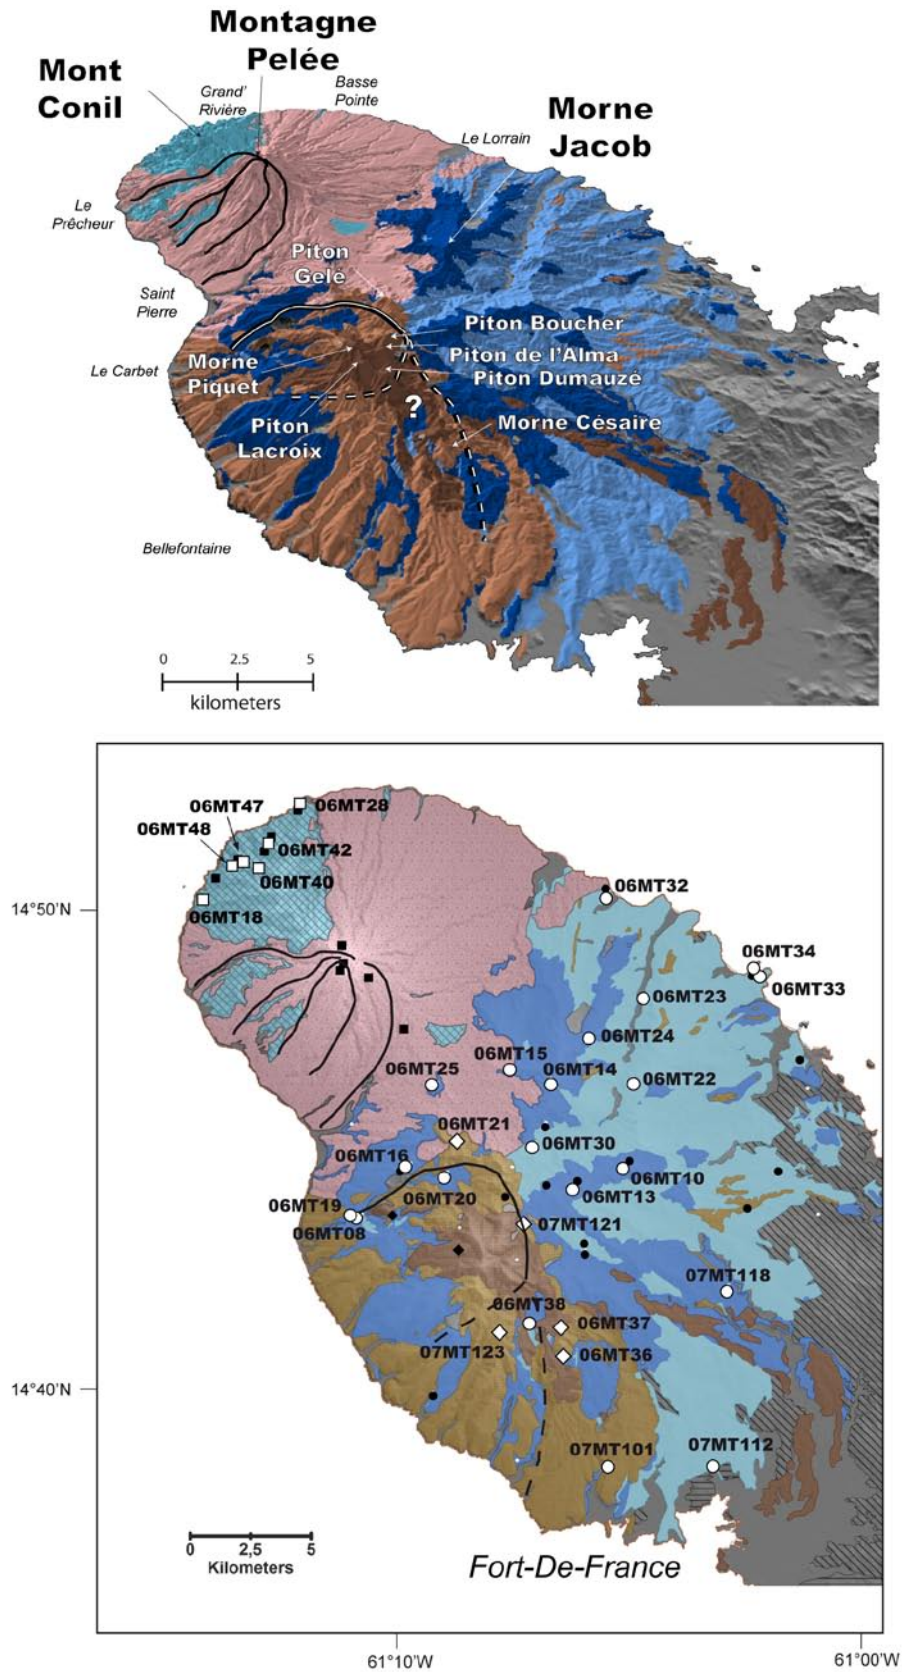 Montagne
Pelée
Mont
Conil
Grand'
Rivière
Basse
Pointe
Morne
Jacob
Le Lorrain
Le
Prêcheur
Piton
Gelé
Saint
Pierre
Piton Boucher
Le Carbet
Morne
Piquet
Piton de l'Alma
Piton Dumauzé
?
Piton
Lacroix
Morne Césaire
Bellefontaine
0 2.5 5
kilometers
06MT28
06MT47
06MT48
06MT42
06MT40
06MT18
14°50'N
06MT32
06MT34
06MT33
06MT23
06MT24
06MT15
06MT25
06MT14
06MT22
06MT21
06MT30
06MT16
06MT10
06MT20
06MT13
06MT19
06MT08
07MT121
07MT118
06MT38
06MT37
07MT123
06MT36
14°40'N
07MT101
07MT112
0 2,5 5
Kilometers
Fort-De-France
61°10'W
61°00'W